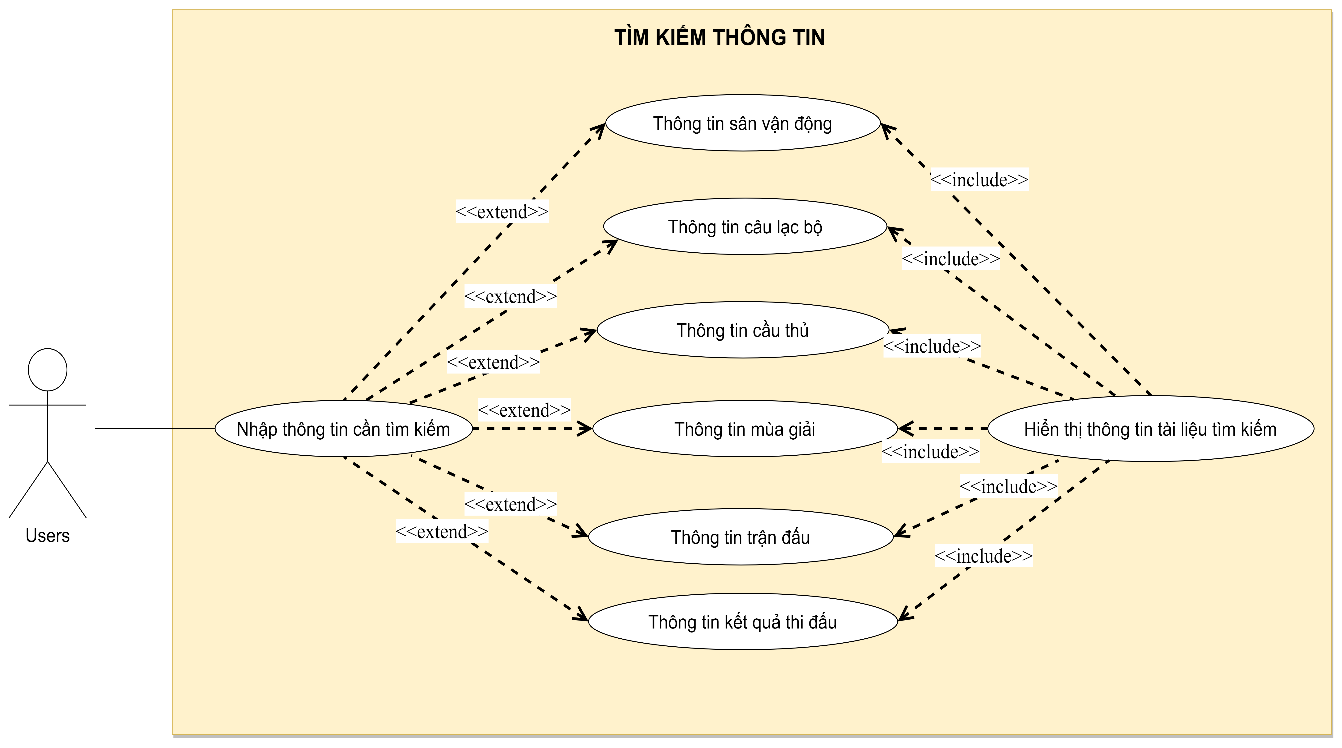 TÌM KIẾM THÔNG TIN
Thông tin sân vận động
<<include>>
<<extend>>
Thông tin câu lạc bộ
<<include>>
<<extend>>
Thông tin cầu thủ
<<include>>
<<extend>>
<<extend>>
Nhập thông tin cần tìm kiếm
Thông tin mùa giải
Hiển thị thông tin tài liệu tìm kiếm
<<include>>
<<include>>
<<extend>>
<<extend>>
Users
Thông tin trận đấu
<<include>>
Thông tin kết quả thi đấu